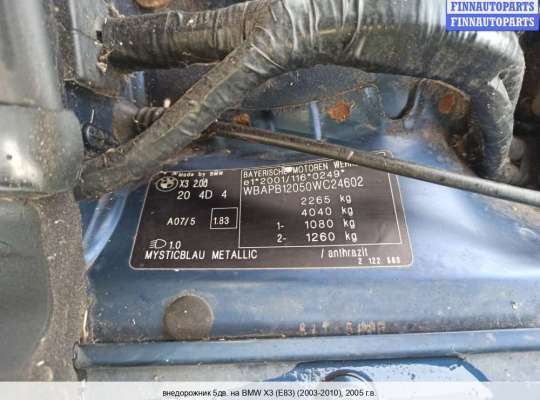 FINNAUTOPARTS
FINNAUTOPARTS
Made by BMW
BAYERISCHE MOTOREN WERKE
X3 2.0d
e1*2001/116*0249*
20 4D 4
WBAPB12050WC24602
2265 kg
A07/5 1.83
4040 kg
1- 1080 kg
1.0
2- 1260 kg
MYSTICBLAU METALLIC /anthrazit
внедорожник 5дв. на BMW X3 (E83) (2003-2010), 2005 г.в.